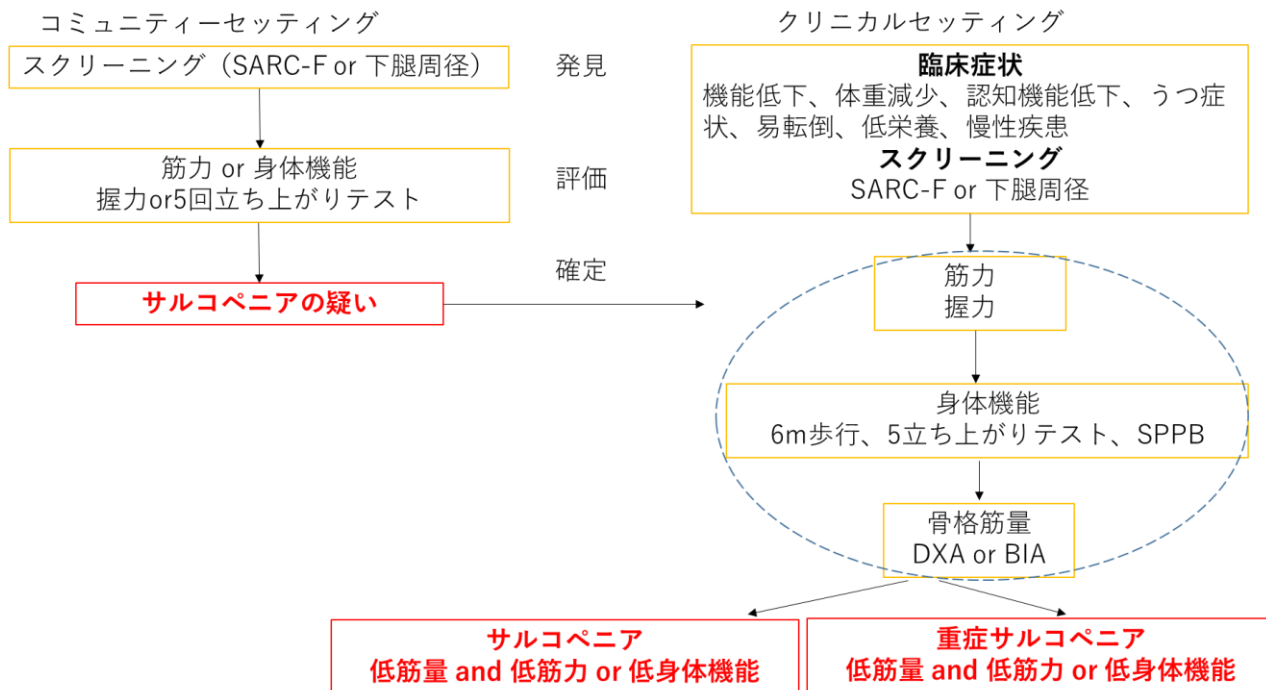 コミュニティーセッティング
スクリーニング（SARC-F or 下腿周径）
筋力 or 身体機能
握力or5回立ち上がりテスト
サルコペニアの疑い
発見
評価
確定
クリニカルセッティング
臨床症状
機能低下、体重減少、認知機能低下、うつ症
状、易転倒、低栄養、慢性疾患
スクリーニング
SARC-F or 下腿周径
筋力
握力
身体機能
6m歩行、5立ち上がりテスト、SPPB
骨格筋量
DXA or BIA
サルコペニア
低筋量 and 低筋力 or 低身体機能
重症サルコペニア
低筋量 and 低筋力 or 低身体機能